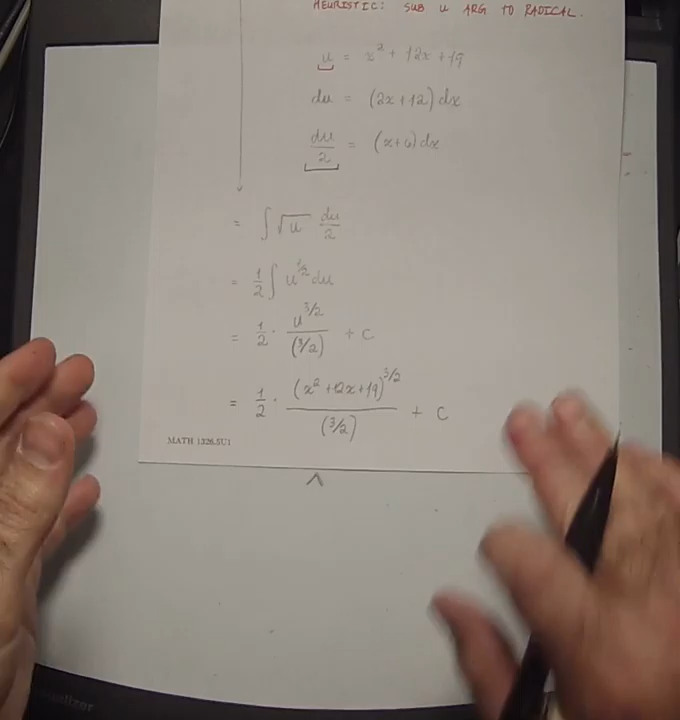 HEURISTIC: SUB U ARG TO RADICAL.
u = x² + 12x + 19
du = (2x + 12) dx
du/2 = (x+6) dx
= ∫ √u du/2
= 1/2 ∫ u^1/2 du
= 1/2 · u^3/2 / (3/2) + C
= 1/2 · (x² + 12x + 19)^3/2 / (3/2) + C
MATH 1326.5U1
^